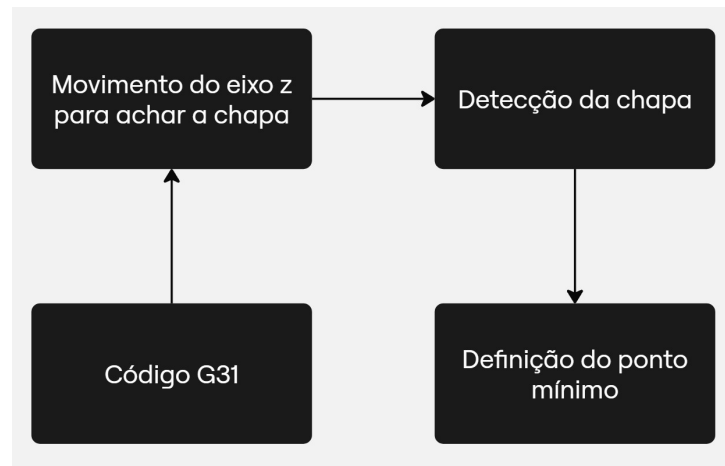 Movimento do eixo z
para achar a chapa
Detecção da chapa
Código G31
Definição do ponto
mínimo